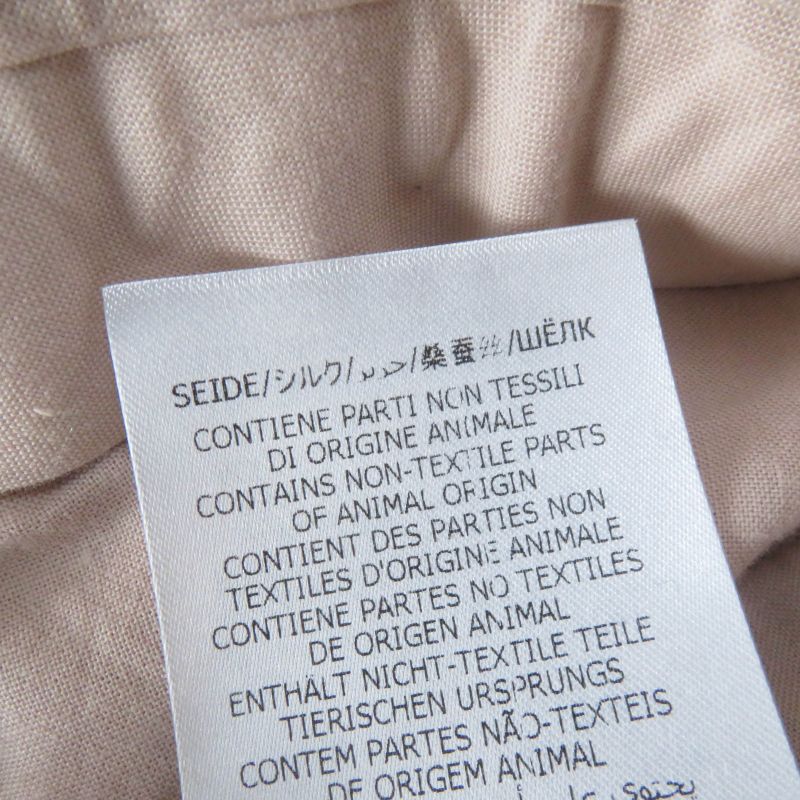 SEIDE/シルク/حرير/桑蚕丝/ШЁЛК
CONTIENE PARTI NON TESSILI
DI ORIGINE ANIMALE
CONTAINS NON-TEXTILE PARTS
OF ANIMAL ORIGIN
CONTIENT DES PARTIES NON
TEXTILES D'ORIGINE ANIMALE
CONTIENE PARTES NO TEXTILES
DE ORIGEN ANIMAL
ENTHÄLT NICHT-TEXTILE TEILE
TIERISCHEN URSPRUNGS
CONTEM PARTES NÃO-TEXTEIS
DE ORIGEM ANIMAL